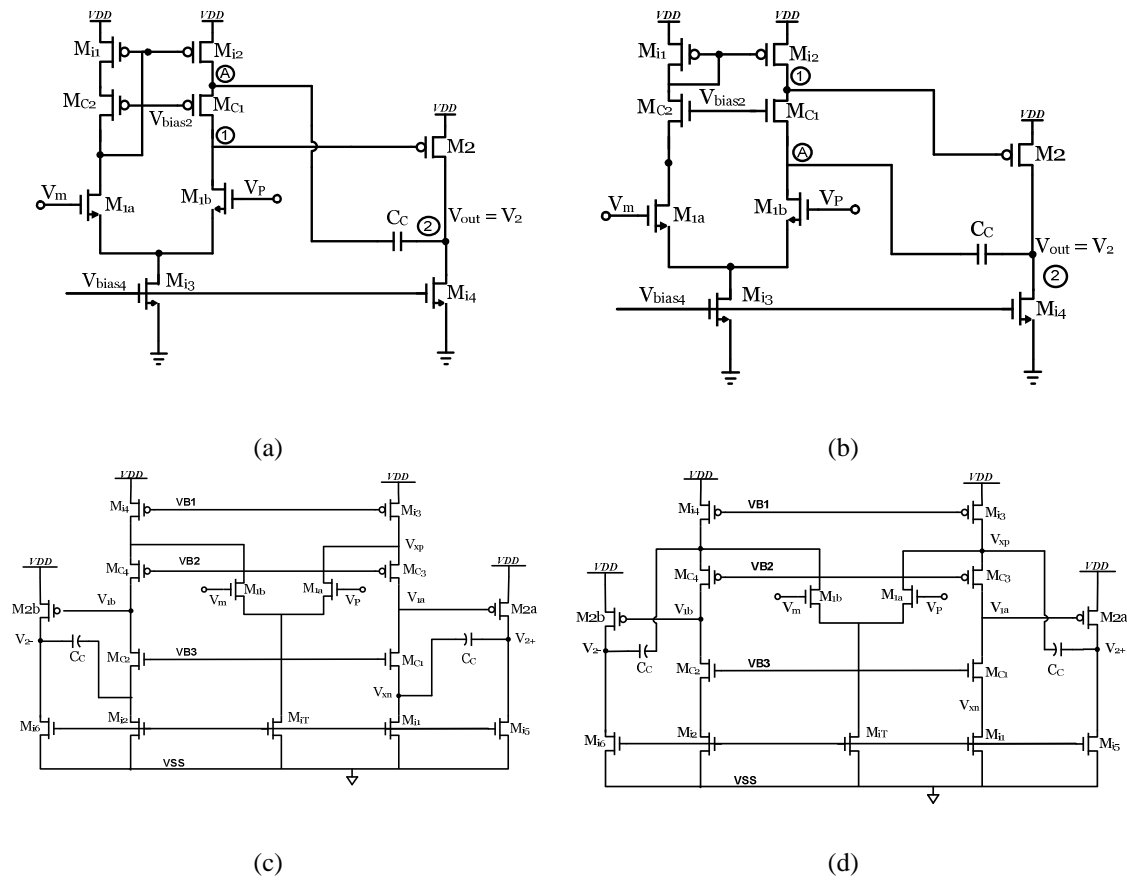 VDD VDD
Mi1 Mi2
A
MC2 MC1
Vbias2
1
VDD
M2
Vm M1a M1b VP
CC 2 Vout = V2
Vbias4 Mi3
Mi4
(a)
VDD VDD
Mi1 Mi2
1
Vbias2
MC2 MC1
VDD
M2
A
Vm M1a M1b VP
CC Vout = V2
2
Vbias4 Mi3
Mi4
(b)
VDD VDD
Mi4 VB1 Mi3
Vxp
VDD VB2 VDD
MC4 MC3
M1b M1a
Vm VP
M2b V1b V1a M2a
V2- V2+
CC CC
MC2 VB3 MC1
Vxn
Mi6 Mi2 MiT Mi1 Mi5
VSS
(c)
VDD VDD
Mi4 VB1 Mi3
Vxp
VDD VB2 VDD
MC4 MC3
M1b M1a
Vm VP
M2b V1b V1a M2a
V2- V2+
CC CC
MC2 VB3 MC1
Vxn
Mi6 Mi2 MiT Mi1 Mi5
VSS
(d)